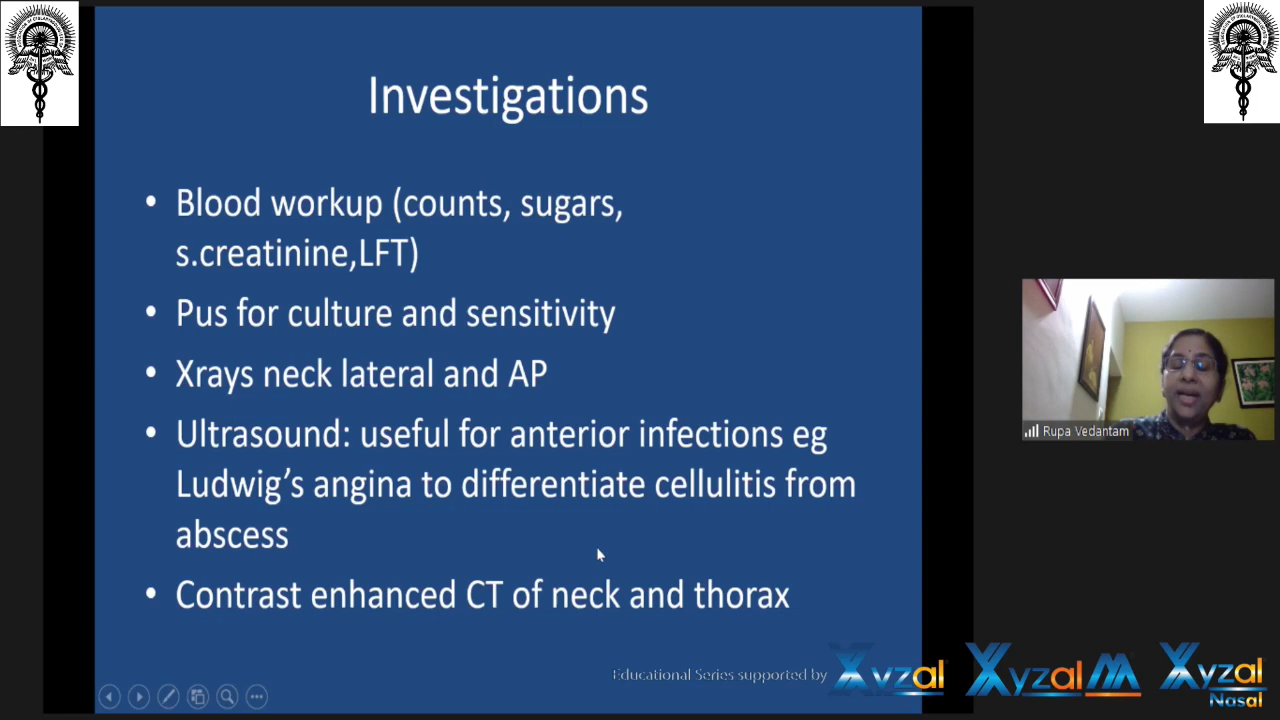 Investigations
• Blood workup (counts, sugars,
s.creatinine,LFT)
• Pus for culture and sensitivity
• Xrays neck lateral and AP
• Ultrasound: useful for anterior infections eg
Ludwig’s angina to differentiate cellulitis from
abscess
• Contrast enhanced CT of neck and thorax
Rupa Vedantam
Educational Series supported by
Xyzal
Xyzal M
Xyzal
Nasal